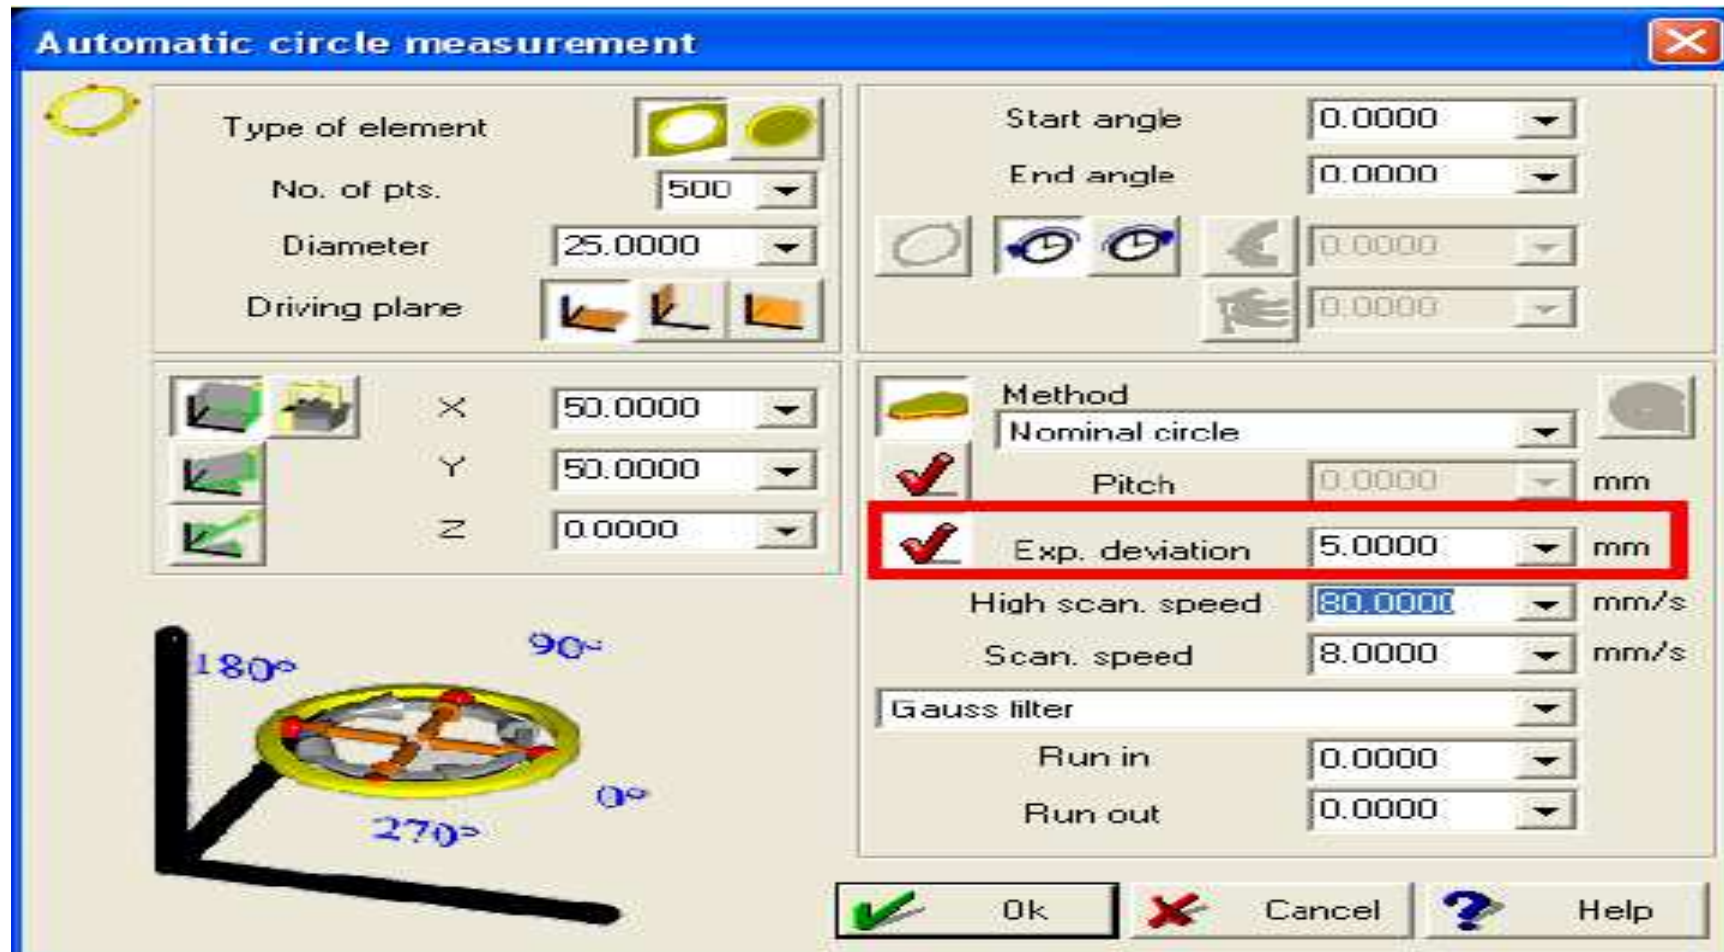 Automatic circle measurement
Type of element
No. of pts. 500
Diameter 25.0000
Driving plane
Start angle 0.0000
End angle 0.0000
0.0000
0.0000
X 50.0000
Y 50.0000
Z 0.0000
Method
Nominal circle
Pitch 0.0000 mm
Exp. deviation 5.0000 mm
High scan. speed 80.0000 mm/s
Scan. speed 8.0000 mm/s
Gauss filter
Run in 0.0000
Run out 0.0000
90°
180°
0°
270°
Ok Cancel Help